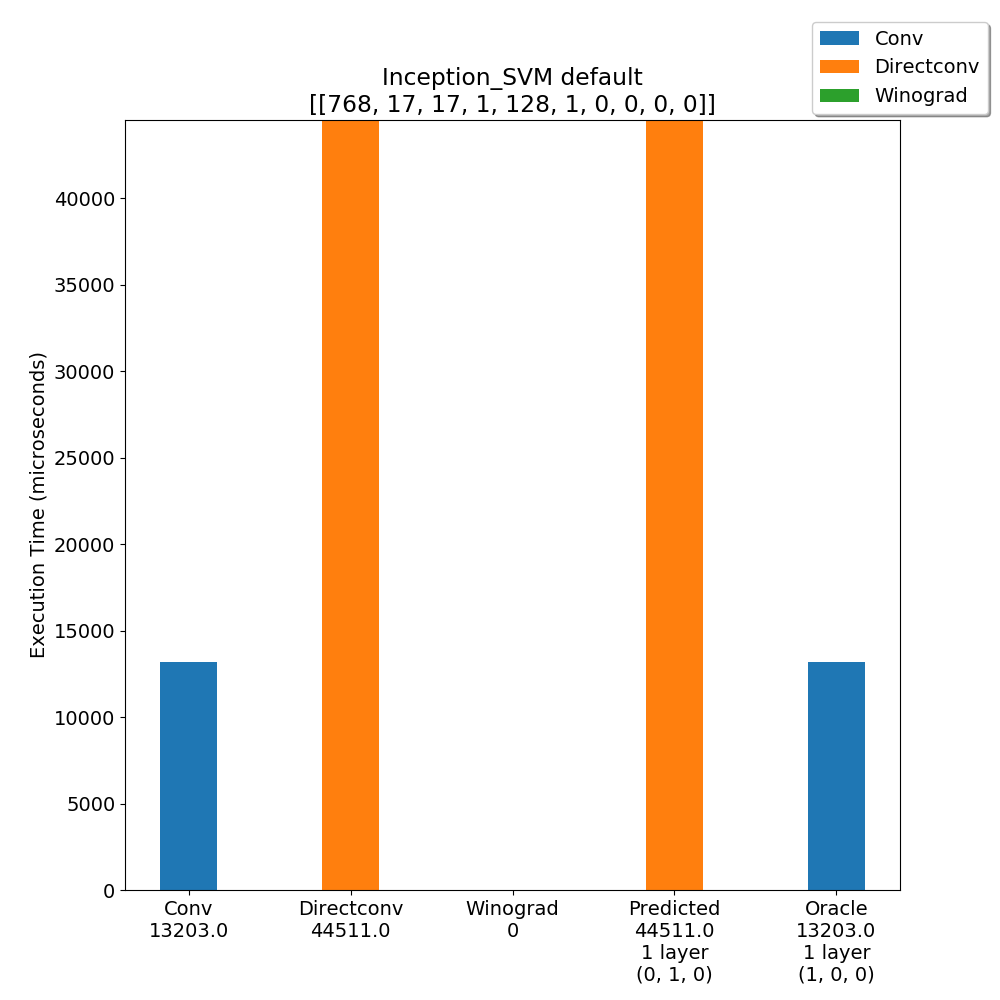 Conv
Directconv
Winograd
Inception_SVM default
[[768, 17, 17, 1, 128, 1, 0, 0, 0, 0]]
Execution Time (microseconds)
40000
35000
30000
25000
20000
15000
10000
5000
0
Conv
13203.0
Directconv
44511.0
Winograd
0
Predicted
44511.0
1 layer
(0, 1, 0)
Oracle
13203.0
1 layer
(1, 0, 0)